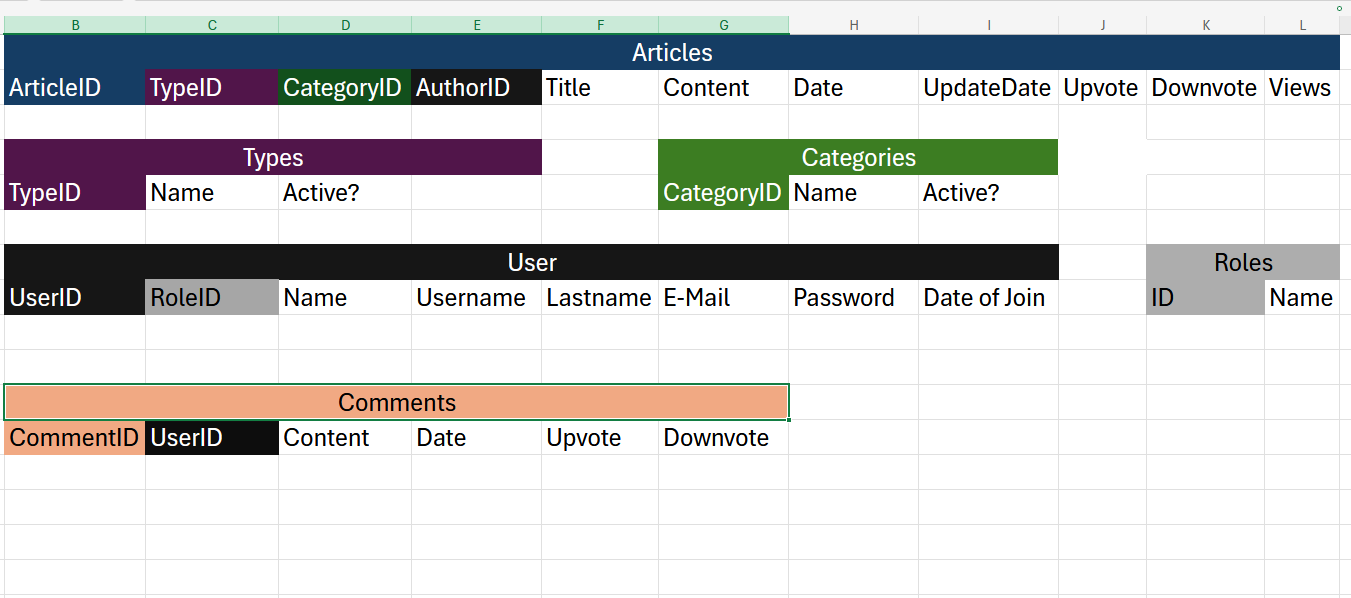 B C D E F G H I J K L
Articles
ArticleID TypeID CategoryID AuthorID Title Content Date UpdateDate Upvote Downvote Views
Types Categories
TypeID Name Active? CategoryID Name Active?
User Roles
UserID RoleID Name Username Lastname E-Mail Password Date of Join ID Name
Comments
CommentID UserID Content Date Upvote Downvote